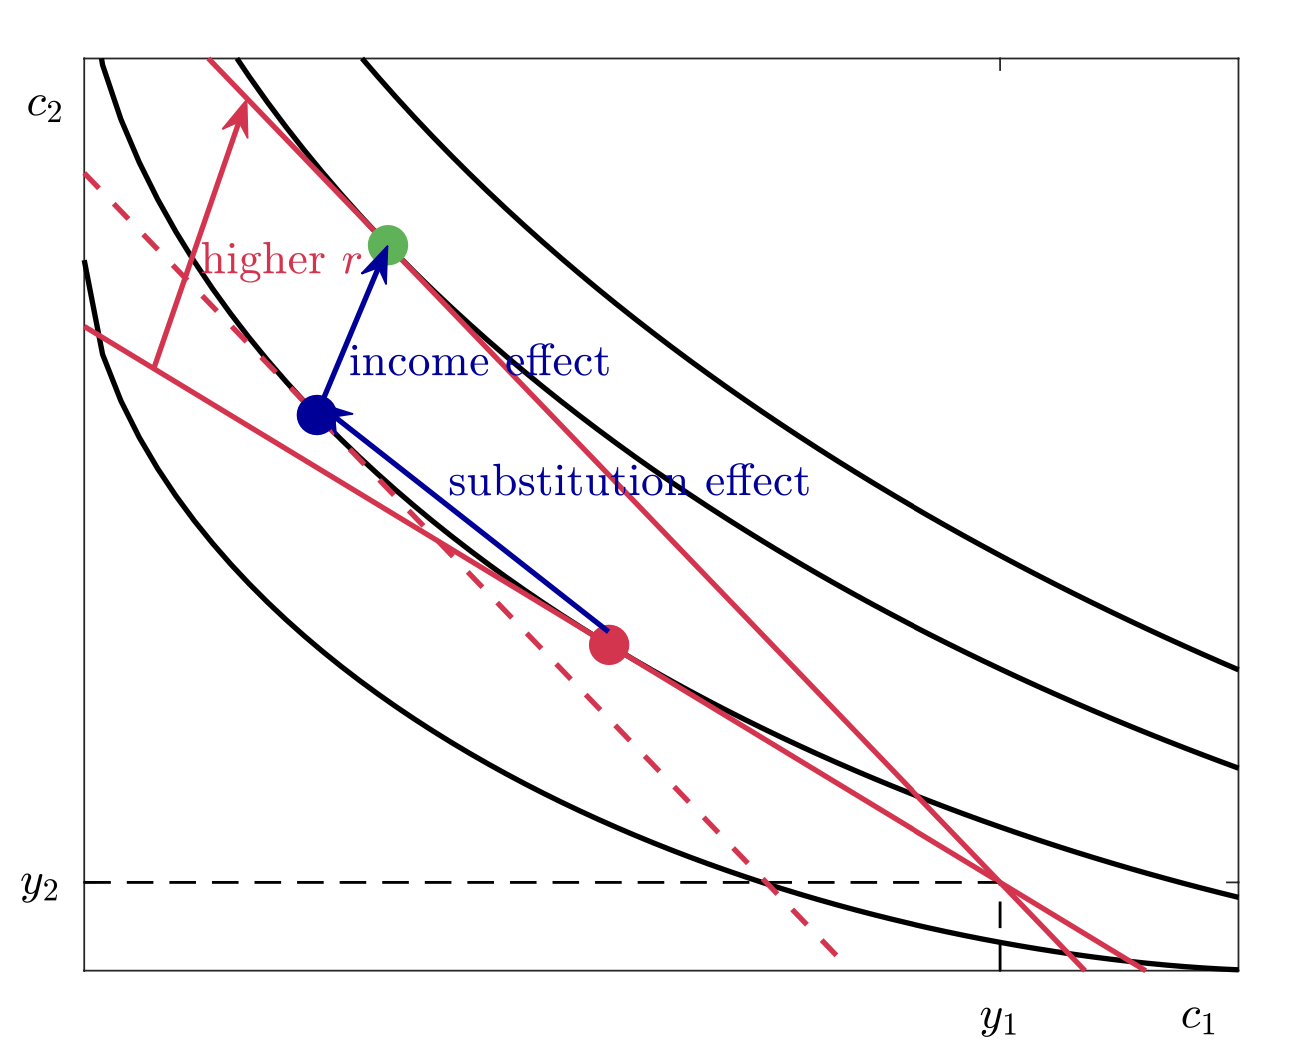 c₂
higher r
income effect
substitution effect
y₂
y₁
c₁